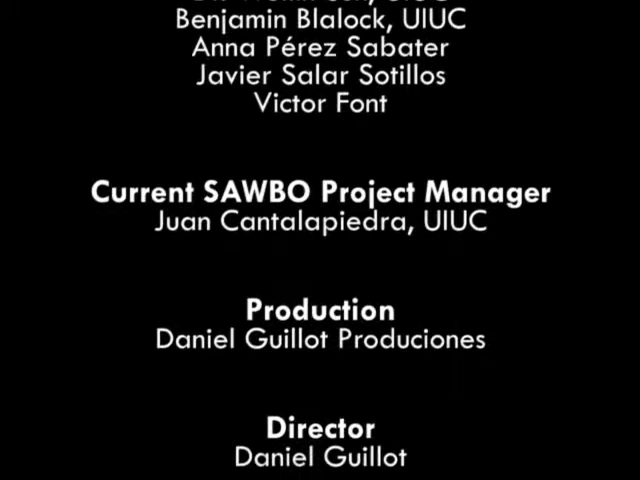 Benjamin Blalock, UIUC
Anna Pérez Sabater
Javier Salar Sotillos
Victor Font
Current SAWBO Project Manager
Juan Cantalapiedra, UIUC
Production
Daniel Guillot Produciones
Director
Daniel Guillot